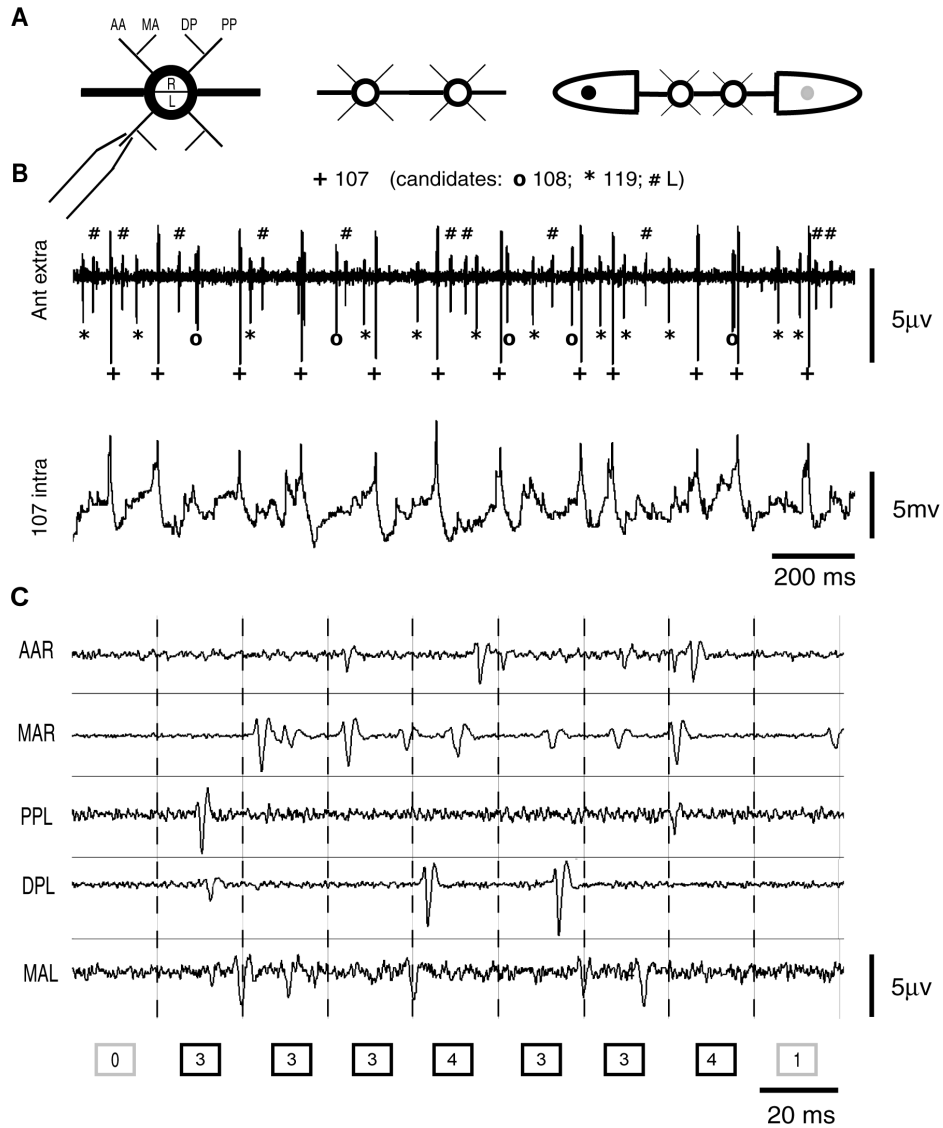 A
AA MA DP PP
R
L
B
+ 107 (candidates: o 108; * 119; # L)
# # # # # # # # # # #
Ant extra
5μv
* * * * * * * * * * *
o o o o o
+ + + + + + + + + + + +
107 intra
5mv
200 ms
C
AAR
MAR
PPL
DPL
MAL
5μv
0 3 3 3 4 3 3 4 1
20 ms